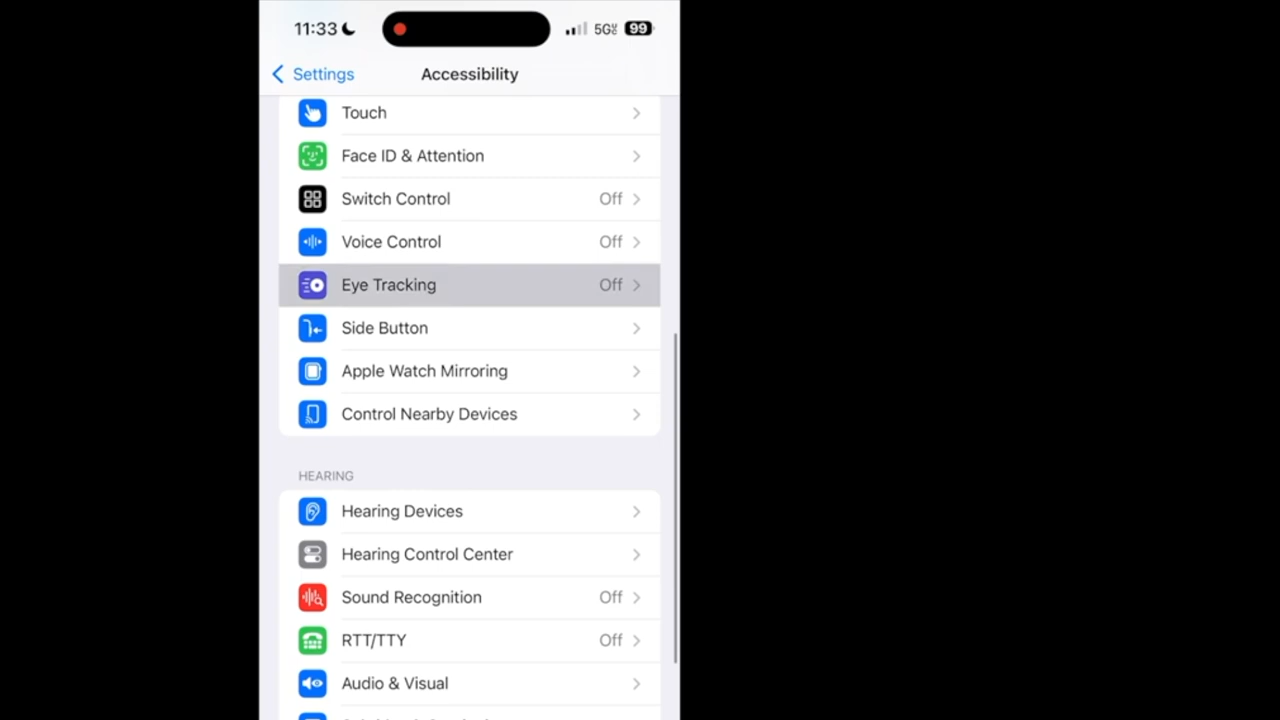 11:33
5G
99
Settings
Accessibility
Touch
Face ID & Attention
Switch Control Off
Voice Control Off
Eye Tracking Off
Side Button
Apple Watch Mirroring
Control Nearby Devices
HEARING
Hearing Devices
Hearing Control Center
Sound Recognition Off
RTT/TTY Off
Audio & Visual